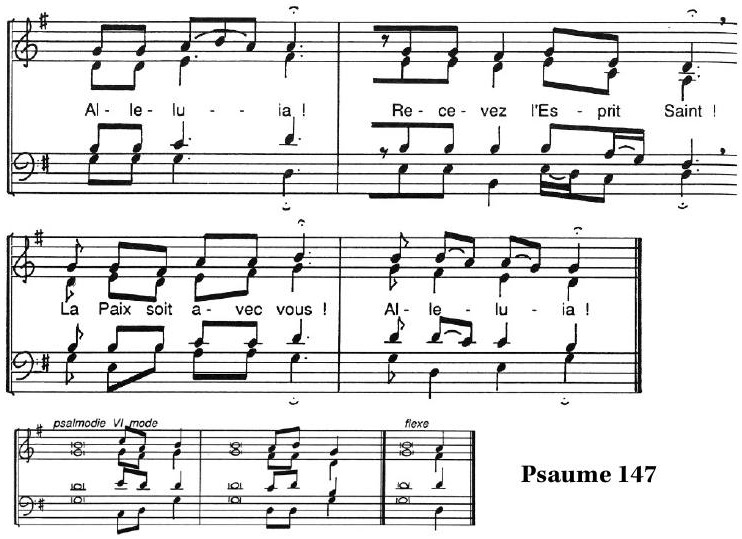 Al - le - lu - - ia ! Re - ce - vez l'Es - prit Saint !
La Paix soit a - vec vous ! Al - le - lu - ia !
psalmodie VI mode flexe
Psaume 147